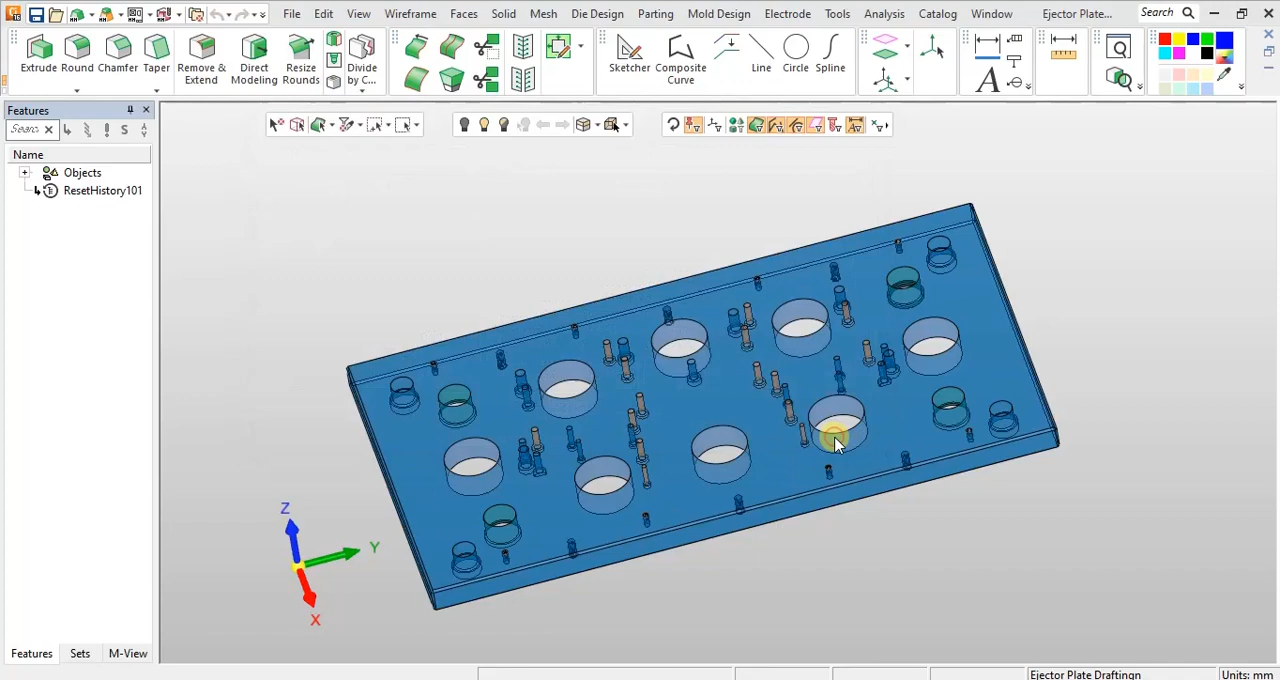 File Edit View Wireframe Faces Solid Mesh Die Design Parting Mold Design Electrode Tools Analysis Catalog Window Ejector Plate... Search
Extrude Round Chamfer Taper Remove & Extend Direct Modeling Resize Rounds Divide by C... Sketcher Composite Curve Line Circle Spline
Features
Searc
S
Name
Objects
ResetHistory101
Z
Y
X
Features Sets M-View
Ejector Plate Draftingn Units: mm